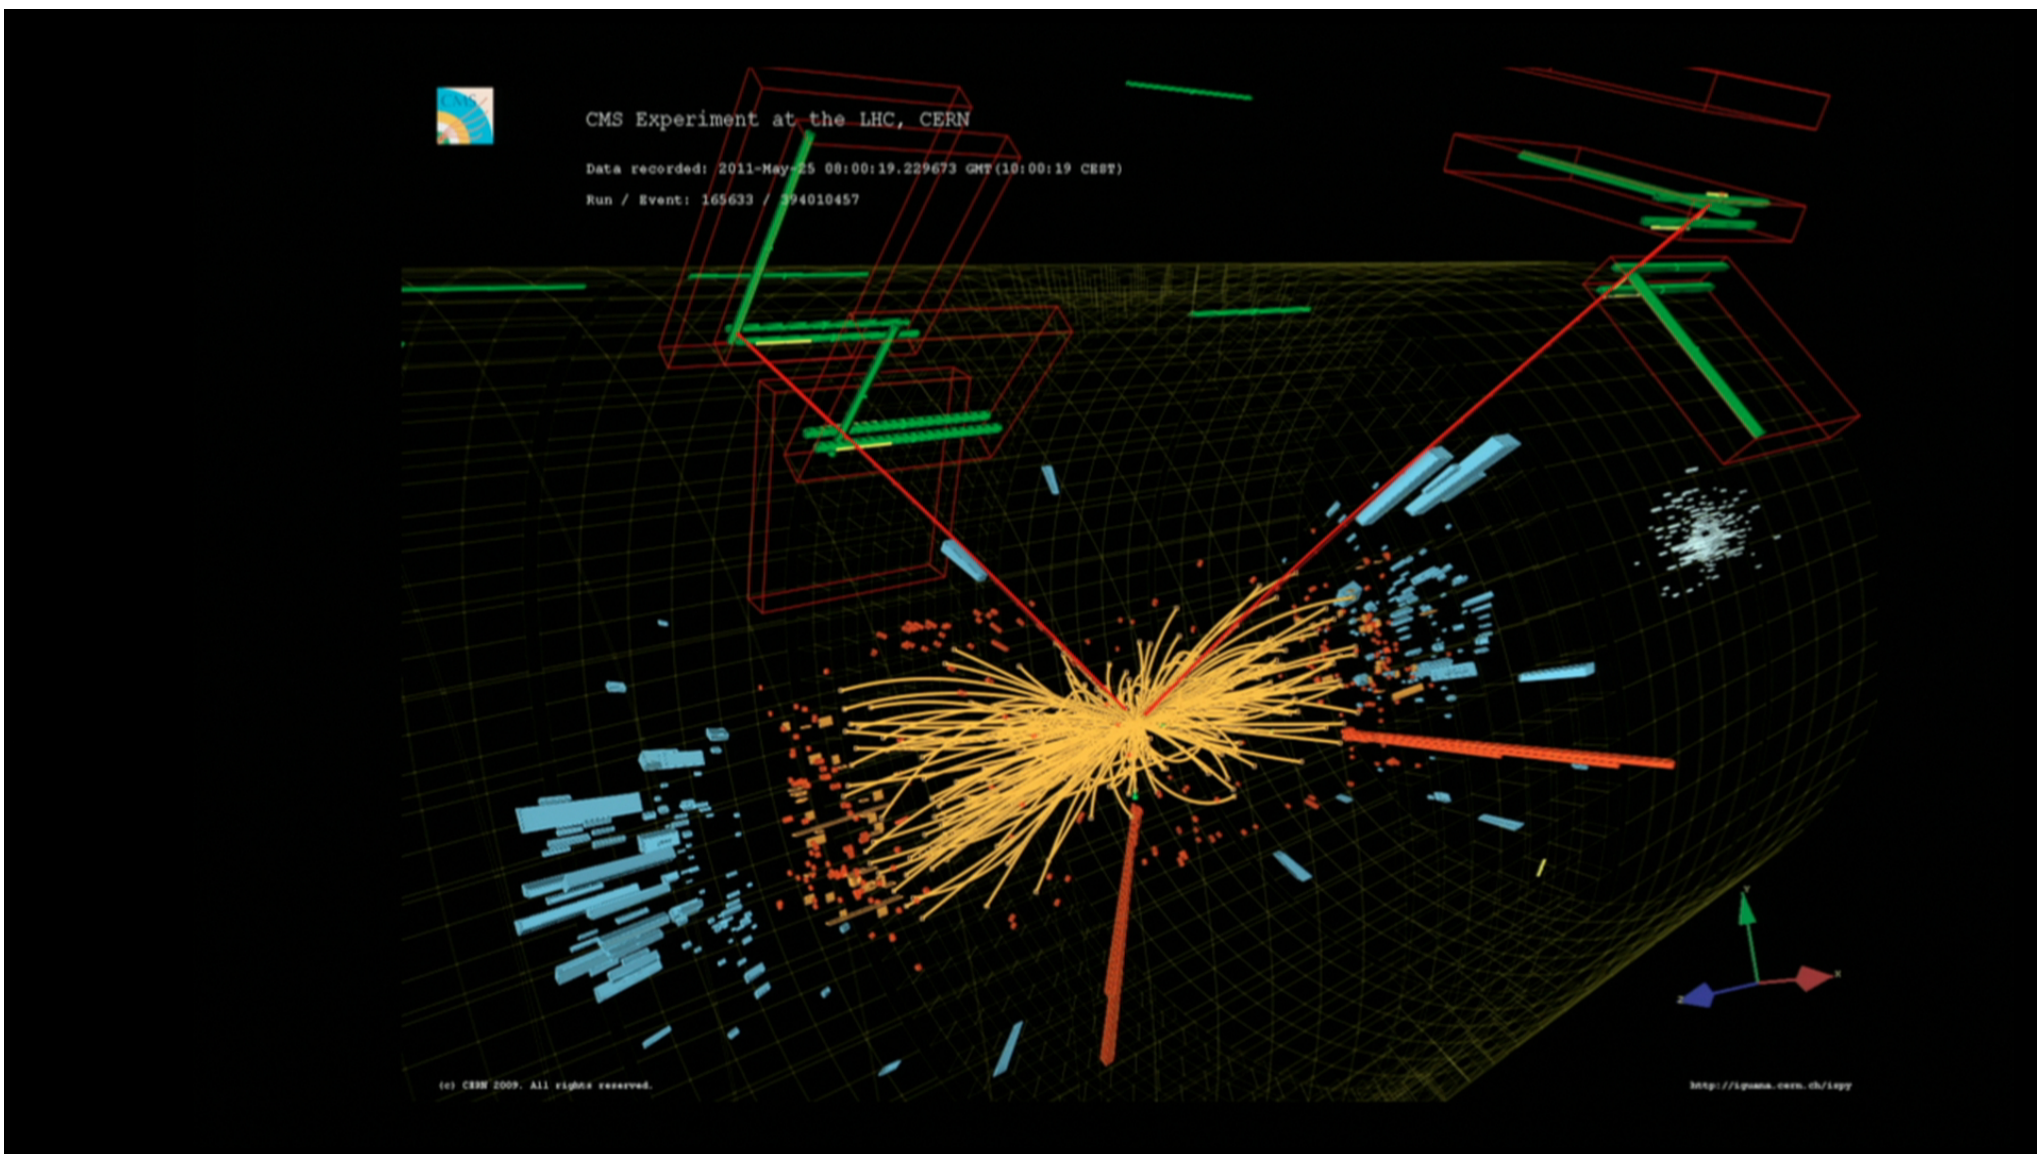 CMS
CMS Experiment at the LHC, CERN
Data recorded: 2011-May-25 08:00:19.229673 GMT(10:00:19 CEST)
Run / Event: 165633 / 394010457
Y
X
Z
(c) CERN 2009. All rights reserved.
http://iguana.cern.ch/ispy